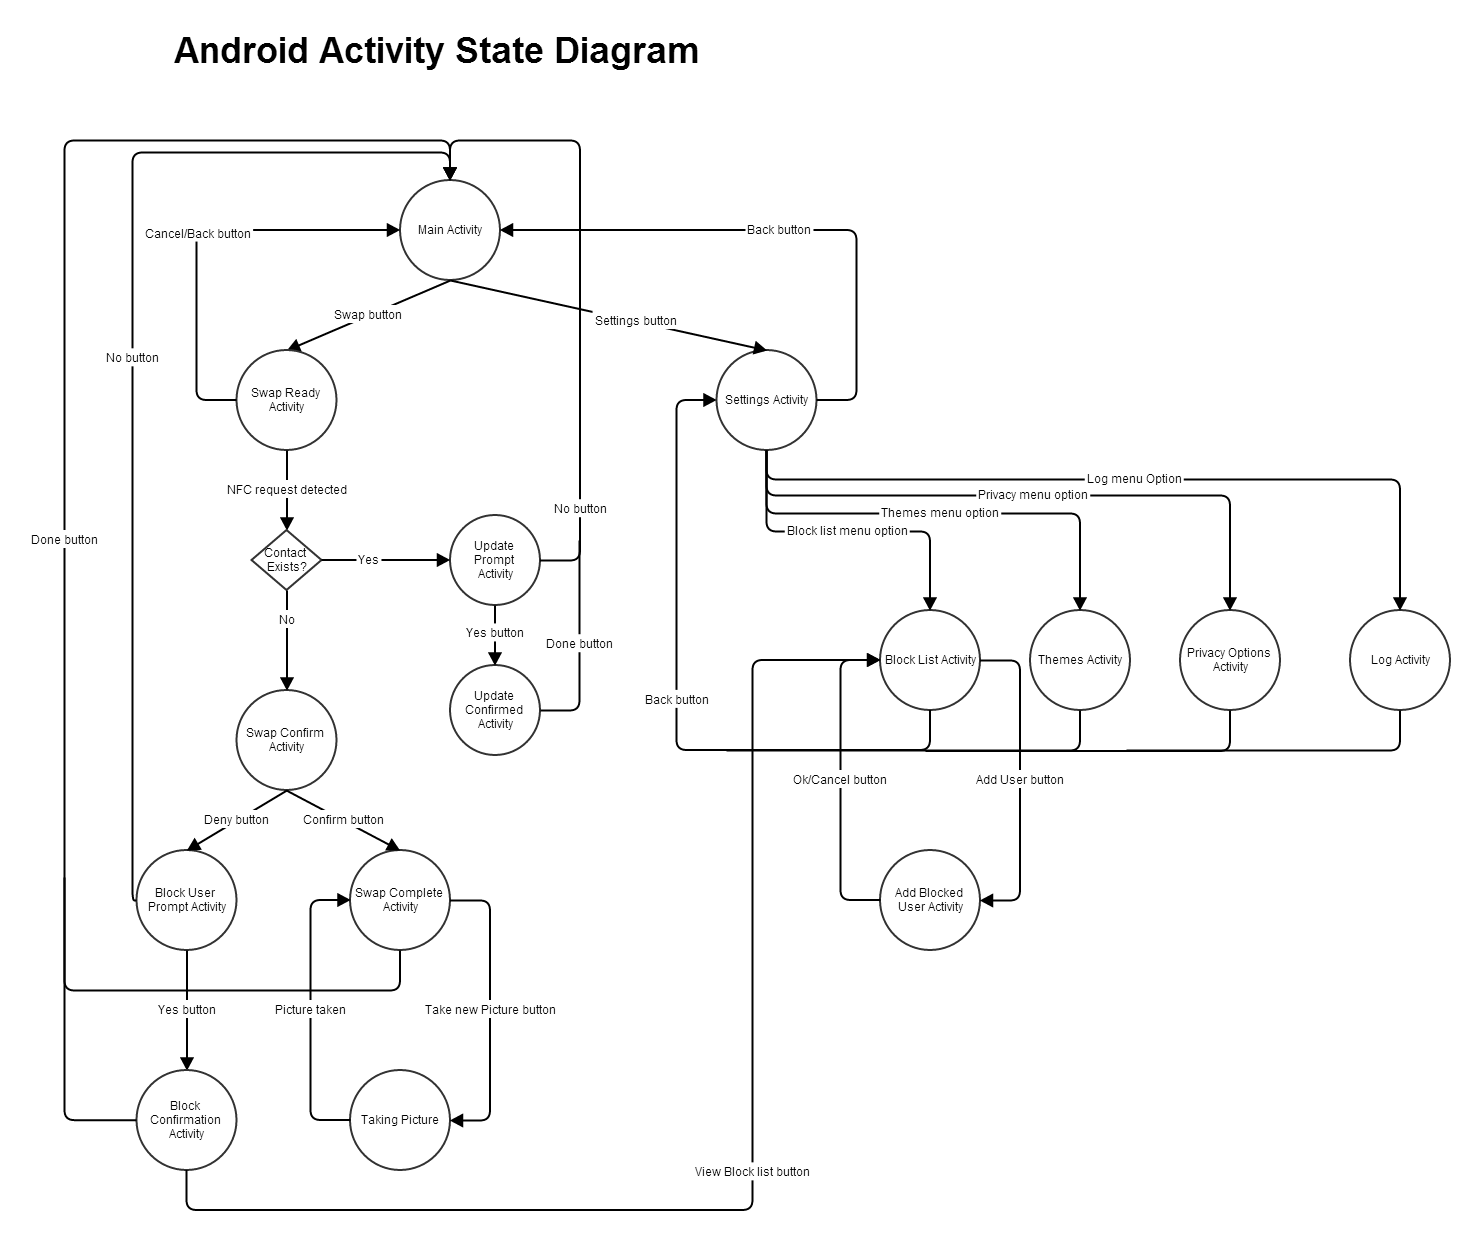 Android Activity State Diagram
Main Activity
Cancel/Back button
Back button
Swap button
Settings button
No button
Swap Ready
Activity
Settings Activity
NFC request detected
Log menu Option
Privacy menu option
Themes menu option
Block list menu option
No button
Done button
Contact
Exists?
Yes
Update
Prompt
Activity
No
Yes button
Done button
Block List Activity
Themes Activity
Privacy Options
Activity
Log Activity
Back button
Update
Confirmed
Activity
Swap Confirm
Activity
Ok/Cancel button
Add User button
Deny button
Confirm button
Block User
Prompt Activity
Swap Complete
Activity
Add Blocked
User Activity
Yes button
Picture taken
Take new Picture button
Block
Confirmation
Activity
Taking Picture
View Block list button